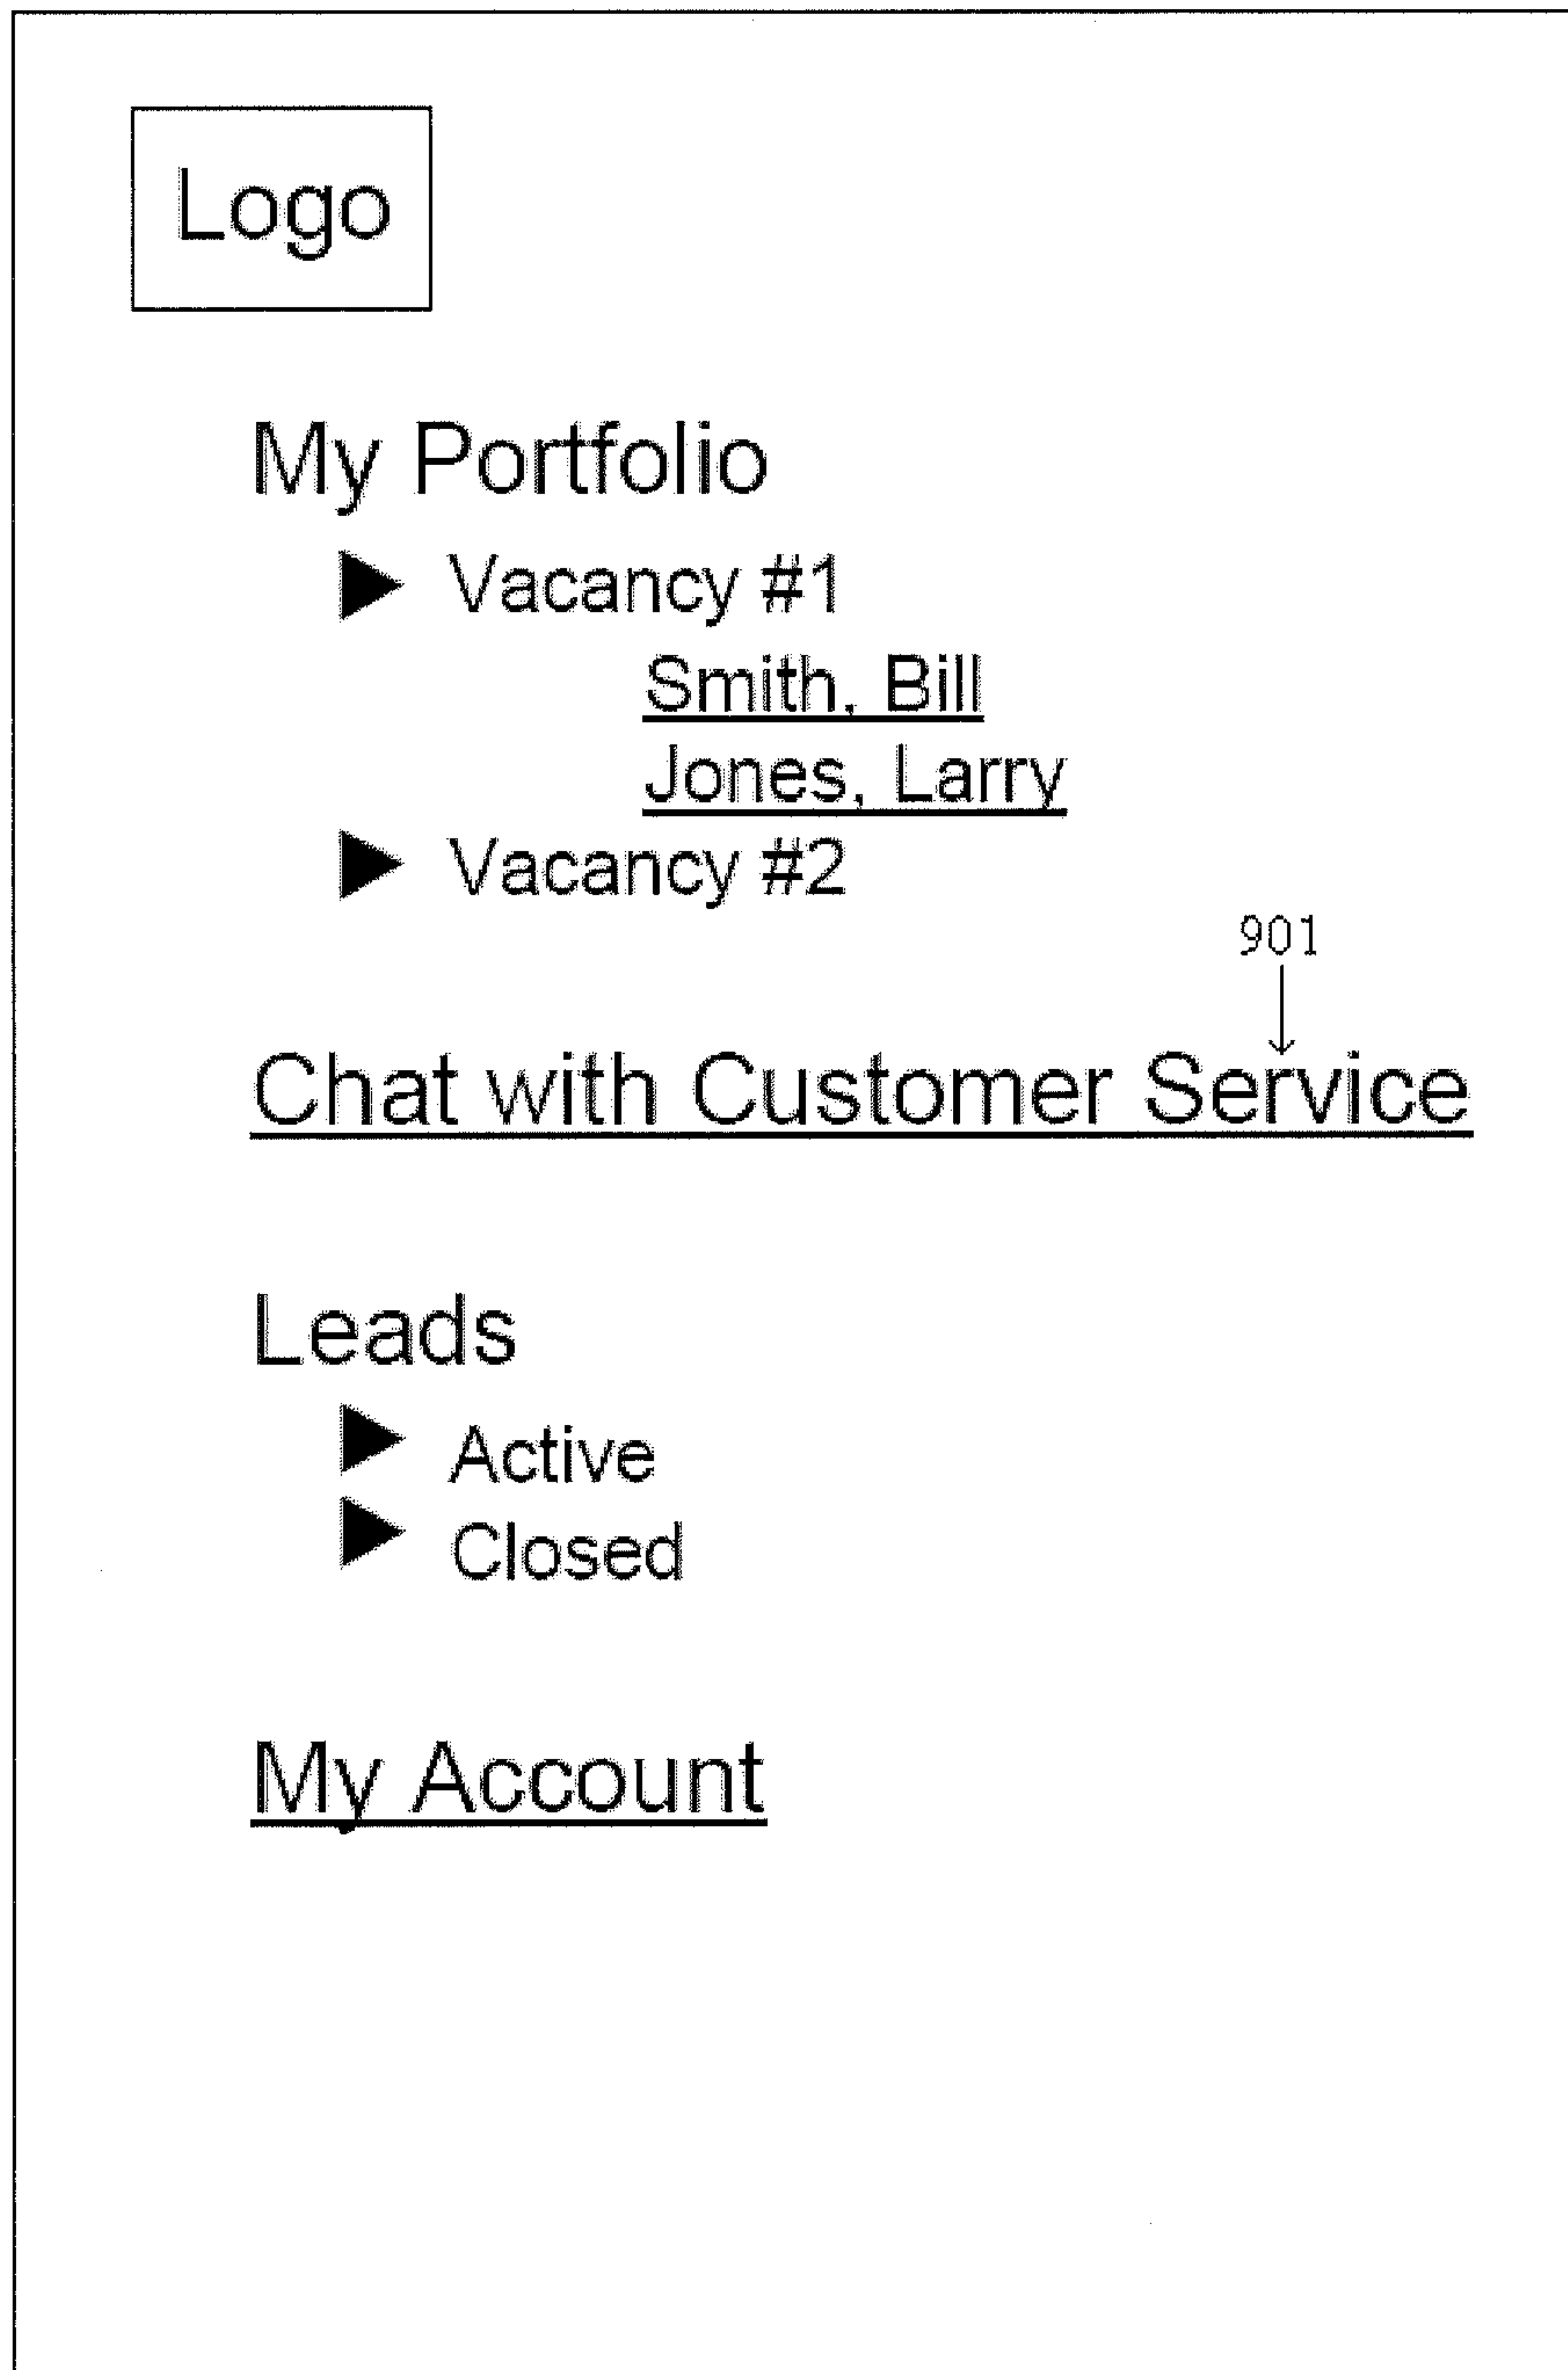 Logo
My Portfolio
Vacancy #1
Smith, Bill
Jones, Larry
Vacancy #2
901
Chat with Customer Service
Leads
Active
Closed
My Account